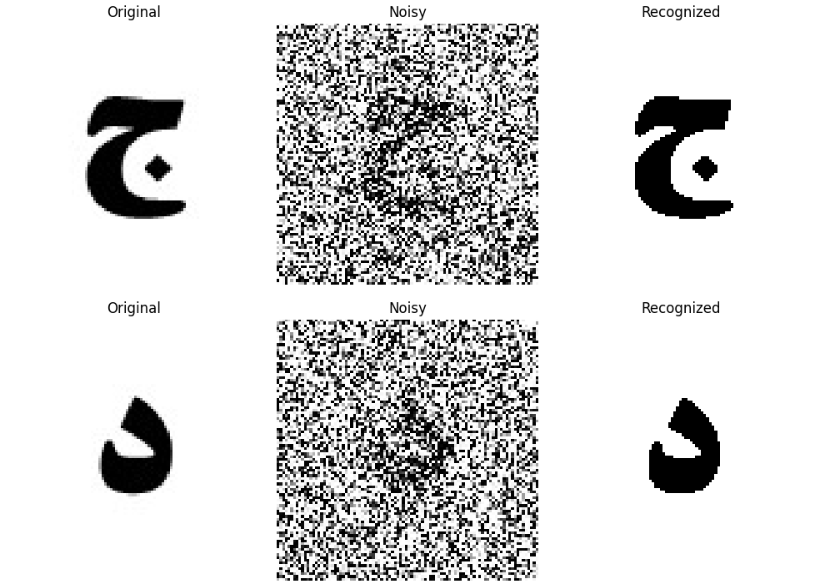 Original Noisy Recognized
ج ج
Original Noisy Recognized
د د